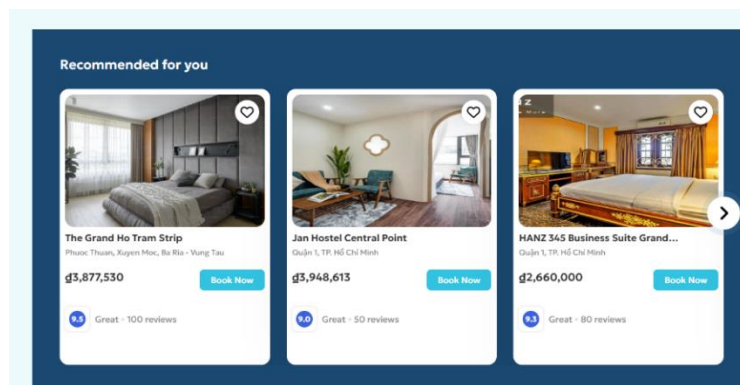 Recommended for you
The Grand Ho Tram Strip
Phuoc Thuan, Xuyen Moc, Ba Ria - Vung Tau
₫3,877,530
Book Now
9.5
Great - 100 reviews
Jan Hostel Central Point
Quận 1, TP. Hồ Chí Minh
₫3,948,613
Book Now
9.0
Great - 50 reviews
HANZ 345 Business Suite Grand...
Quận 1, TP. Hồ Chí Minh
₫2,660,000
Book Now
9.3
Great - 80 reviews